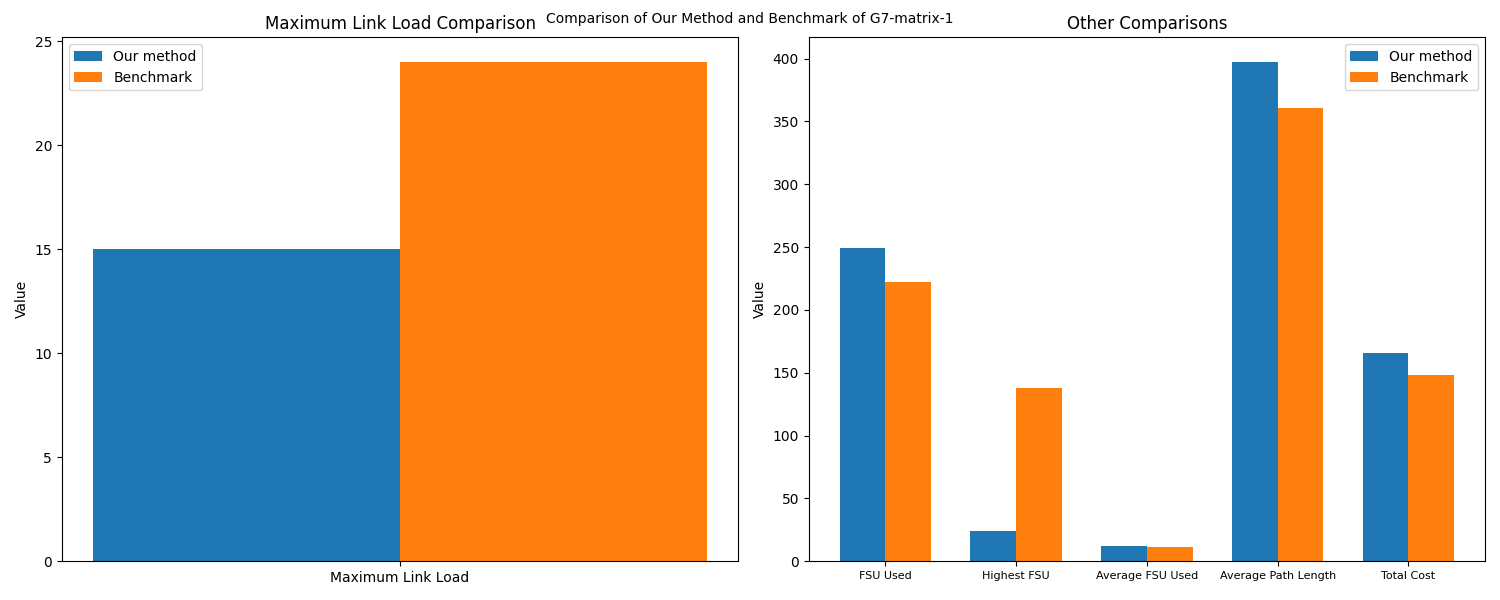 Comparison of Our Method and Benchmark of G7-matrix-1
Maximum Link Load Comparison
Our method
Benchmark
25
20
15
10
5
0
Value
Maximum Link Load
Other Comparisons
Our method
Benchmark
400
350
300
250
200
150
100
50
0
Value
FSU Used
Highest FSU
Average FSU Used
Average Path Length
Total Cost